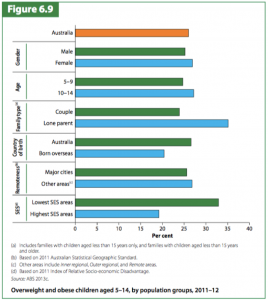 Figure 6.9
Australia
Gender
Male
Female
Age
5–9
10–14
Family type(a)
Couple
Lone parent
Country of birth
Australia
Born overseas
Remoteness(b)
Major cities
Other areas(c)
SES(d)
Lowest SES areas
Highest SES areas
0 5 10 15 20 25 30 35 40
Per cent
(a) Includes families with children aged less than 15 years only, and families with children aged less than 15 years
and older.
(b) Based on 2011 Australian Statistical Geographic Standard.
(c) Other areas include Inner regional, Outer regional, and Remote areas.
(d) Based on 2011 Index of Relative Socio-economic Disadvantage.
Source: ABS 2013c.
Overweight and obese children aged 5–14, by population groups, 2011–12